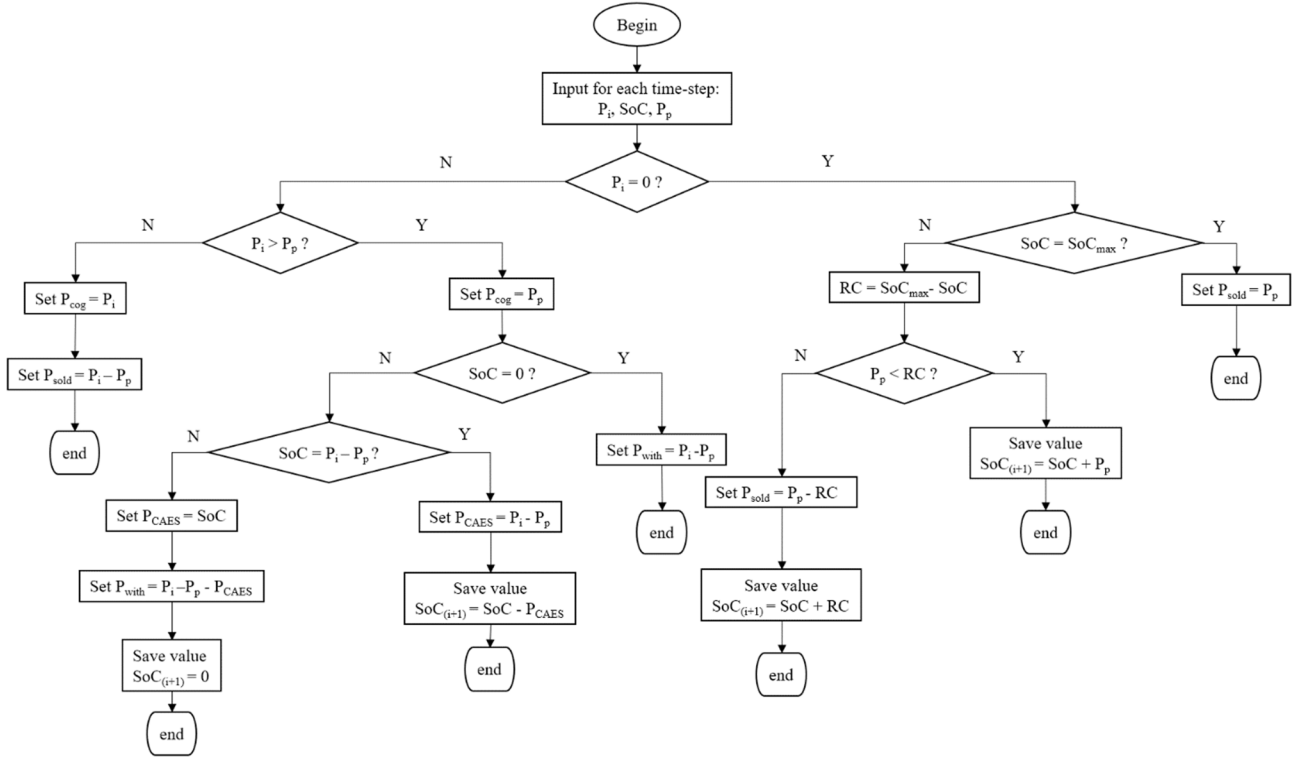 Begin
Input for each time-step:
Pi, SoC, Pp
N
Y
Pi = 0 ?
N
Y
N
Y
Pi > Pp ?
SoC = SoCmax ?
Set Pcog = Pi
Set Pcog = Pp
RC = SoCmax- SoC
Set Psold = Pp
N
Y
N
Y
Set Psold = Pi – Pp
SoC = 0 ?
Pp < RC ?
end
end
N
Y
SoC = Pi – Pp ?
Set Pwith = Pi -Pp
Save value
SoC(i+1) = SoC + Pp
Set PCAES = SoC
Set PCAES = Pi - Pp
Set Psold = Pp - RC
end
end
Set Pwith = Pi –Pp - PCAES
Save value
SoC(i+1) = SoC - PCAES
Save value
SoC(i+1) = SoC + RC
Save value
SoC(i+1) = 0
end
end
end